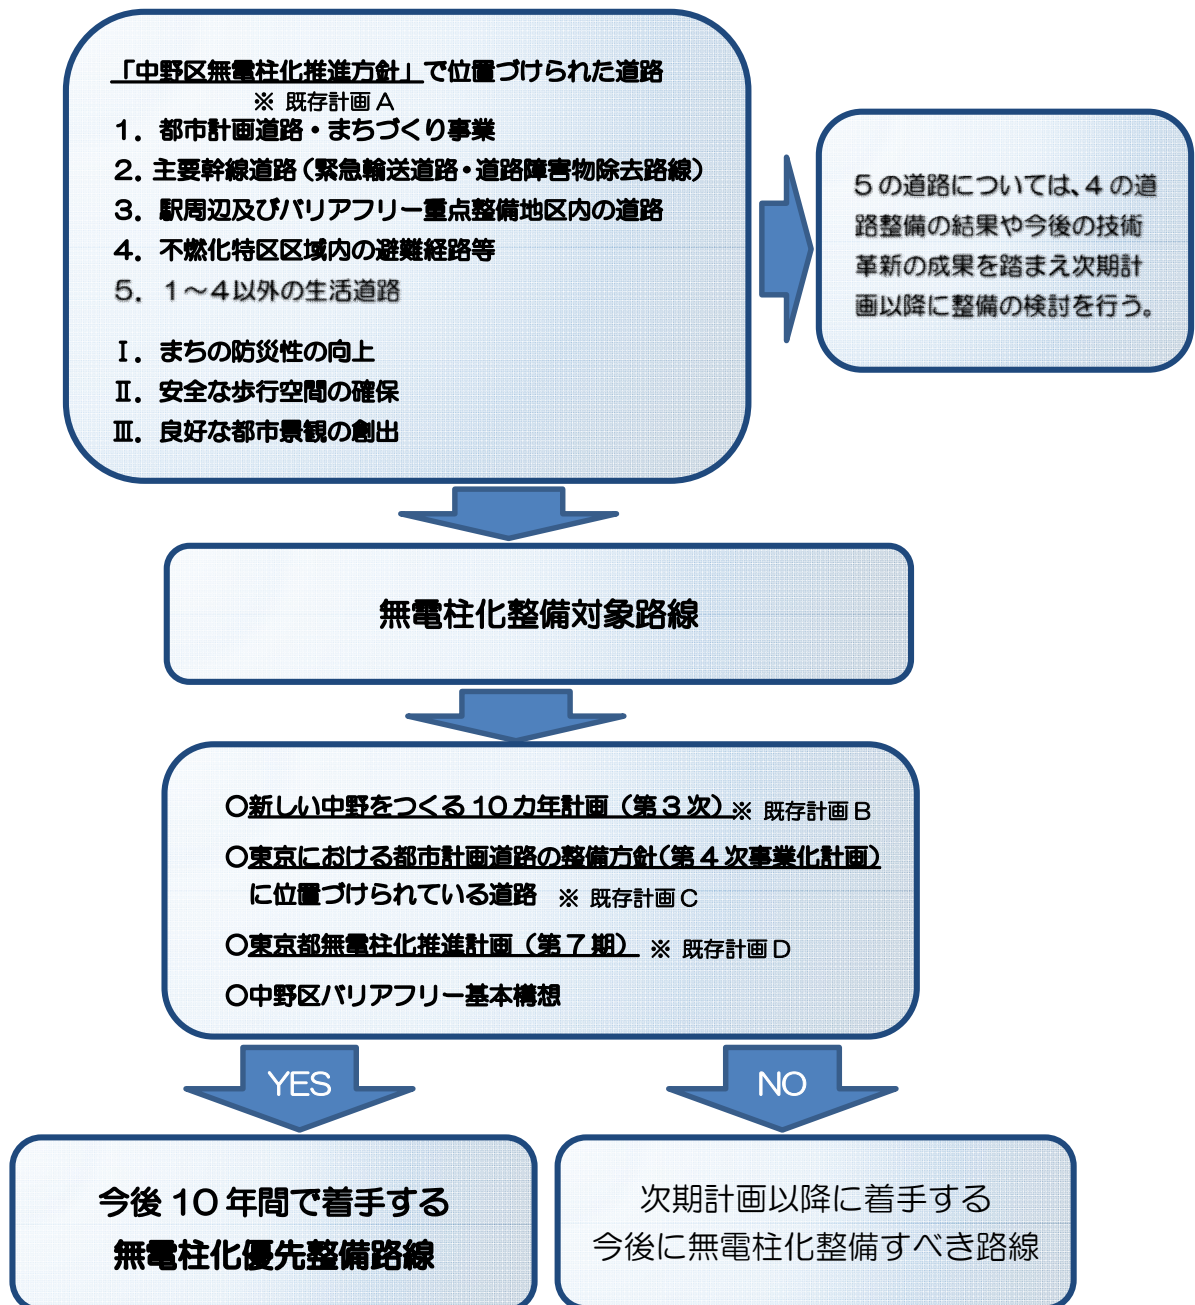 「中野区無電柱化推進方針」で位置づけられた道路
※ 既存計画 A
１．都市計画道路・まちづくり事業
２．主要幹線道路（緊急輸送道路・道路障害物除去路線）
３．駅周辺及びバリアフリー重点整備地区内の道路
４．不燃化特区区域内の避難経路等
５．１～４以外の生活道路
Ⅰ．まちの防災性の向上
Ⅱ．安全な歩行空間の確保
Ⅲ．良好な都市景観の創出
５の道路については、４の道
路整備の結果や今後の技術
革新の成果を踏まえ次期計
画以降に整備の検討を行う。
無電柱化整備対象路線
○新しい中野をつくる 10 カ年計画（第 3 次）※ 既存計画 B
○東京における都市計画道路の整備方針（第 4 次事業化計画）
に位置づけられている道路 ※ 既存計画 C
○東京都無電柱化推進計画（第 7 期） ※ 既存計画 D
○中野区バリアフリー基本構想
YES
NO
今後 10 年間で着手する
無電柱化優先整備路線
次期計画以降に着手する
今後に無電柱化整備すべき路線